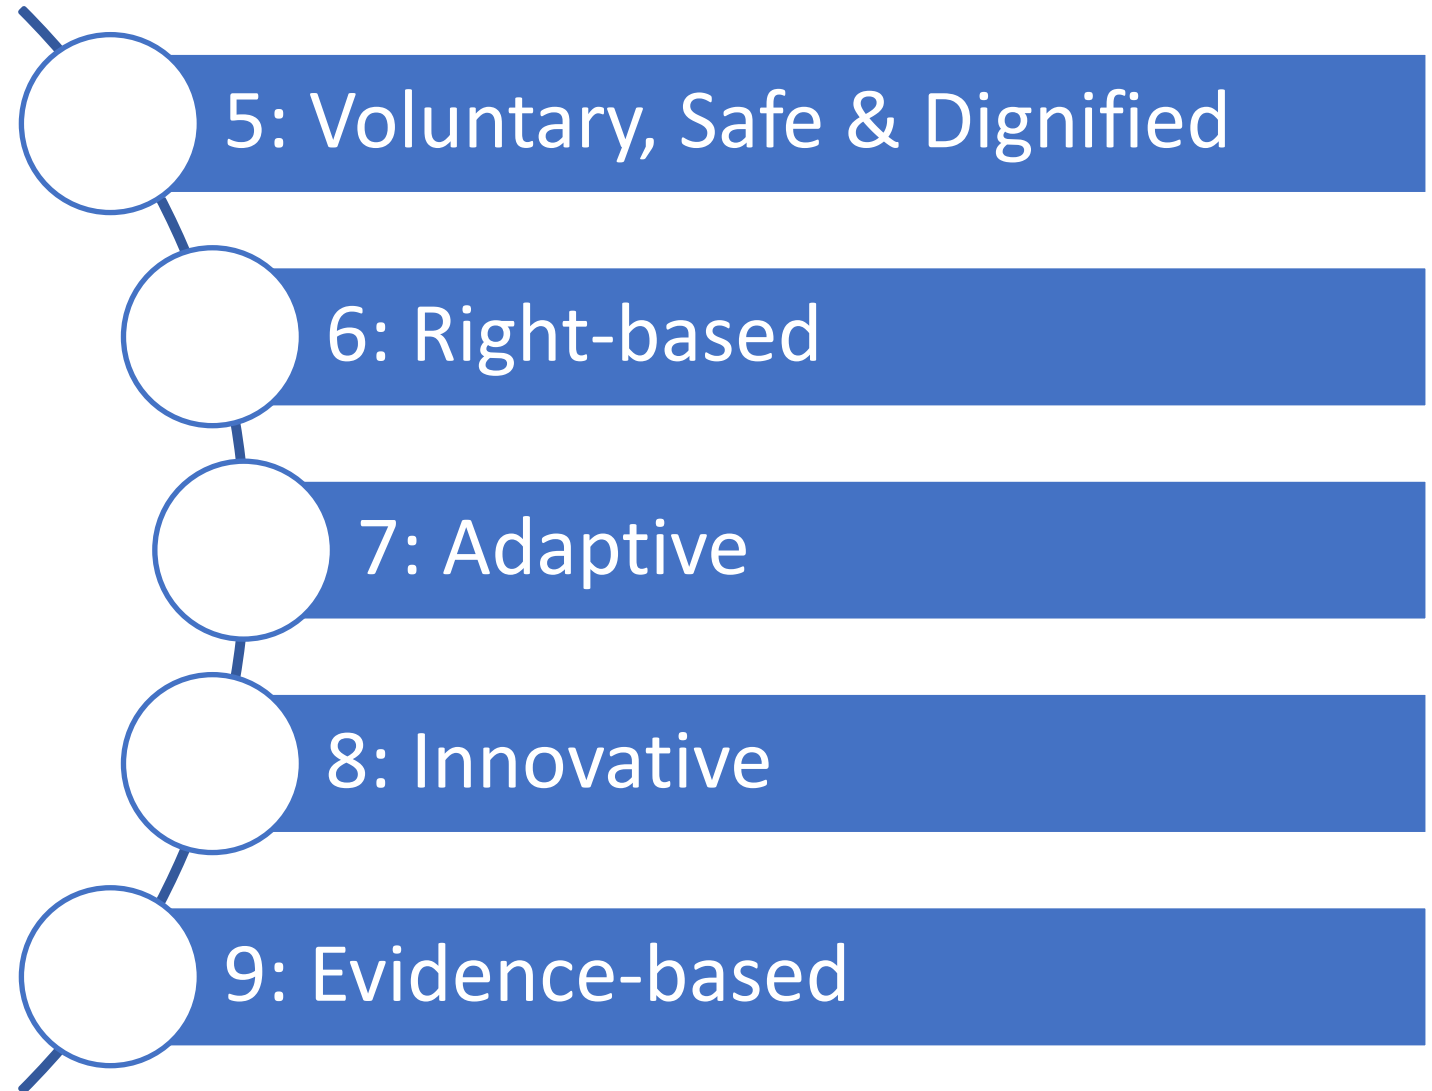 5: Voluntary, Safe & Dignified
6: Right-based
7: Adaptive
8: Innovative
9: Evidence-based